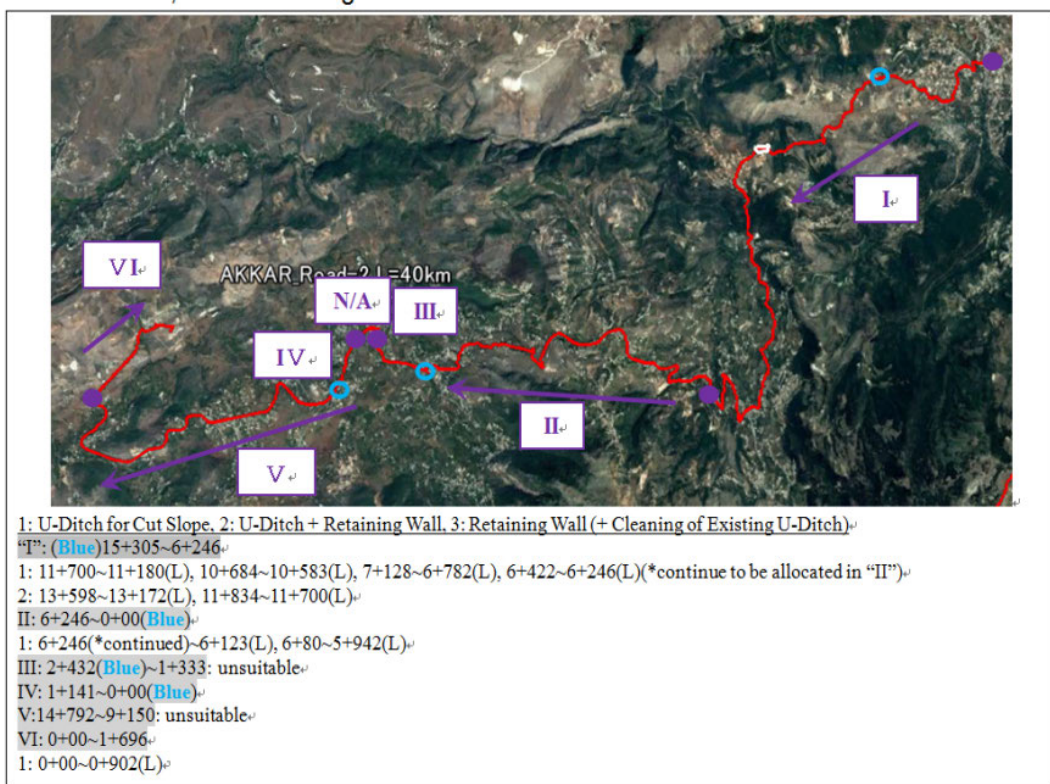 I
VI
AKKAR_Road=2 L=40km
N/A
III
IV
II
V
1: U-Ditch for Cut Slope, 2: U-Ditch + Retaining Wall, 3: Retaining Wall (+ Cleaning of Existing U-Ditch)
“I”: (Blue)15+305~6+246
1: 11+700~11+180(L), 10+684~10+583(L), 7+128~6+782(L), 6+422~6+246(L)(*continue to be allocated in “II”)
2: 13+598~13+172(L), 11+834~11+700(L)
II: 6+246~0+00(Blue)
1: 6+246(*continued)~6+123(L), 6+80~5+942(L)
III: 2+432(Blue)~1+333: unsuitable
IV: 1+141~0+00(Blue)
V:14+792~9+150: unsuitable
VI: 0+00~1+696
1: 0+00~0+902(L)